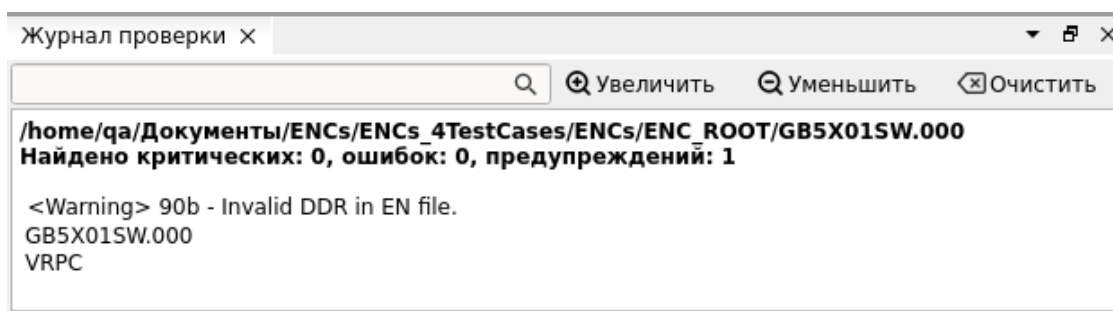 Журнал проверки ×
Увеличить Уменьшить Очистить
/home/qa/Документы/ENCs/ENCs_4TestCases/ENCs/ENC_ROOT/GB5X01SW.000
Найдено критических: 0, ошибок: 0, предупреждений: 1
<Warning> 90b - Invalid DDR in EN file.
GB5X01SW.000
VRPC